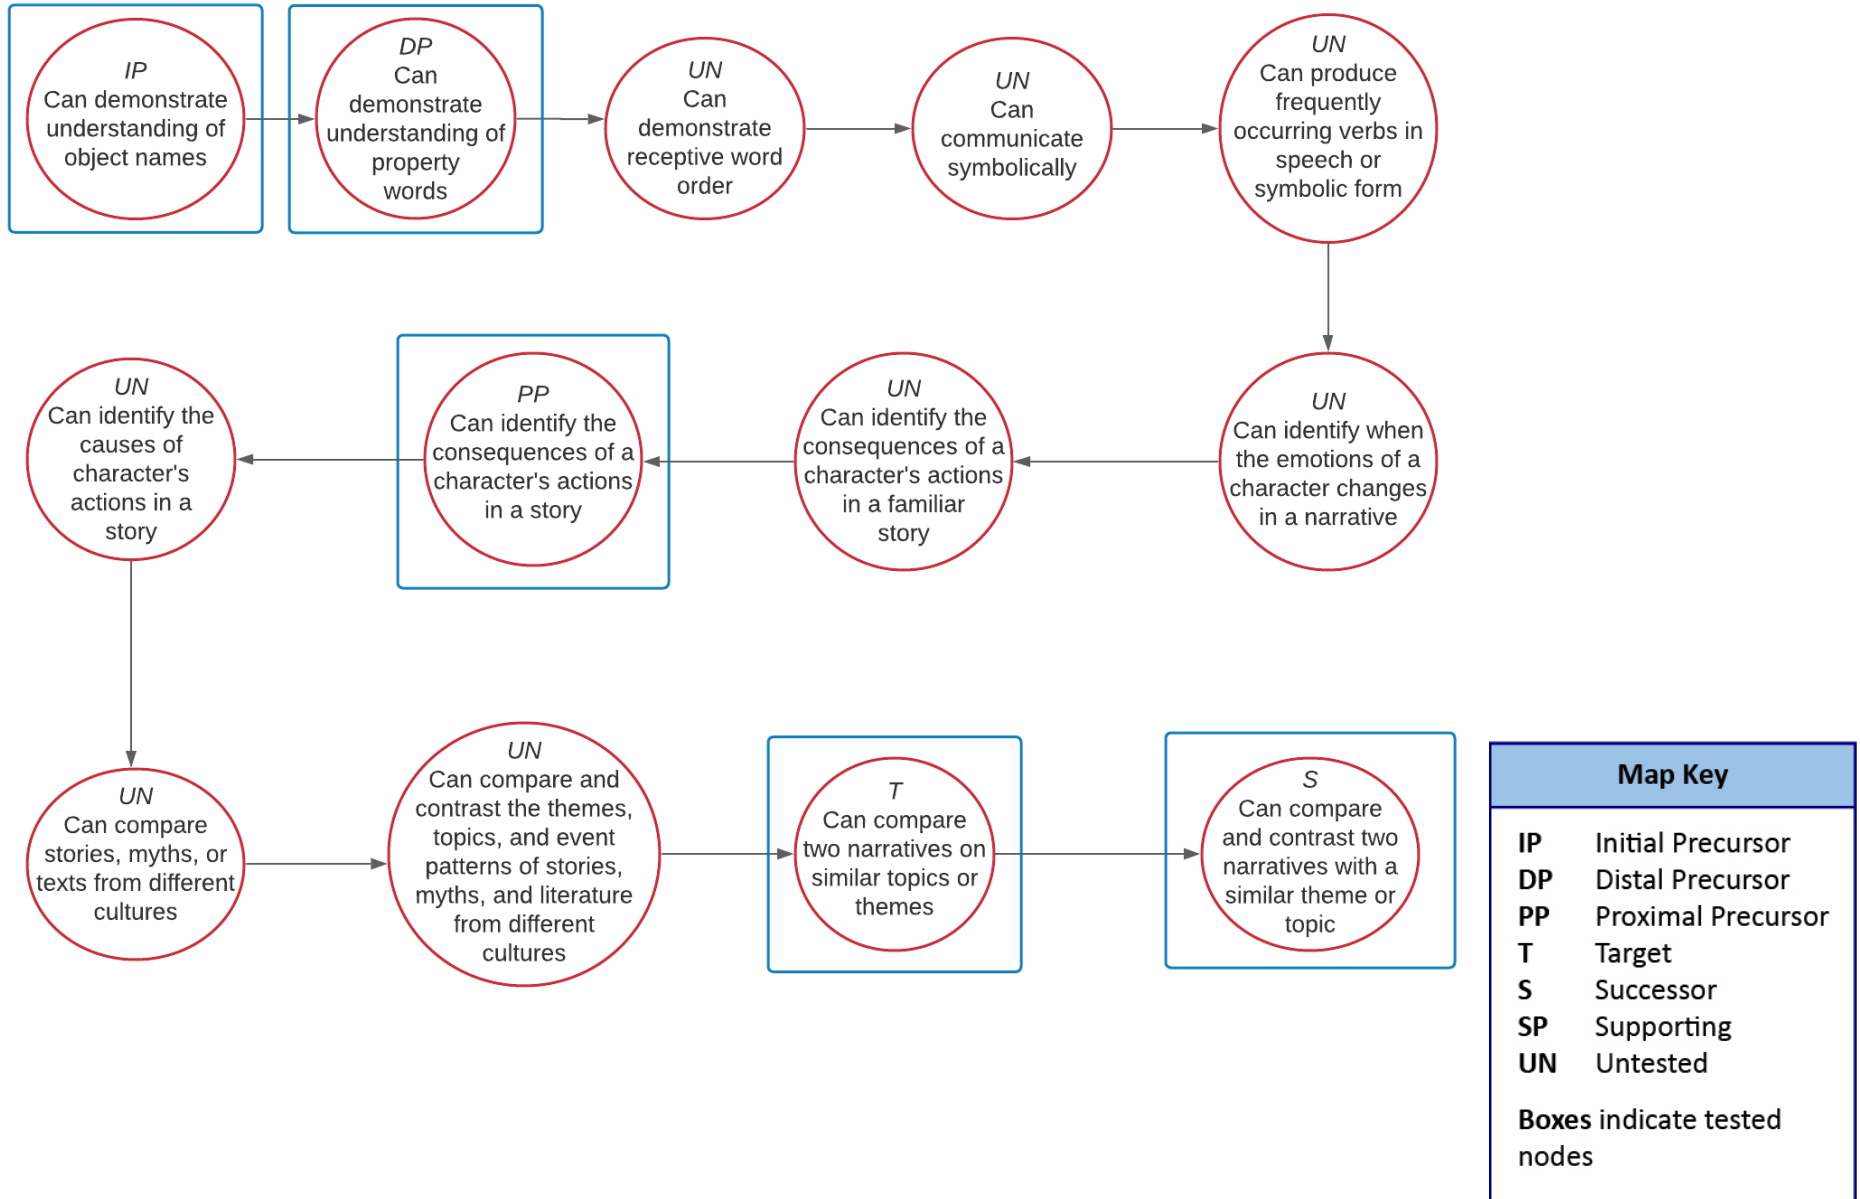 IP
Can demonstrate
understanding of
object names
DP
Can
demonstrate
understanding of
property
words
UN
Can
demonstrate
receptive word
order
UN
Can
communicate
symbolically
UN
Can produce
frequently
occurring verbs in
speech or
symbolic form
UN
Can identify the
causes of
character's
actions in a
story
PP
Can identify the
consequences of a
character's actions
in a story
UN
Can identify the
consequences of a
character's actions
in a familiar
story
UN
Can identify when
the emotions of a
character changes
in a narrative
UN
Can compare
stories, myths, or
texts from different
cultures
UN
Can compare and
contrast the themes,
topics, and event
patterns of stories,
myths, and literature
from different
cultures
T
Can compare
two narratives on
similar topics or
themes
S
Can compare
and contrast two
narratives with a
similar theme or
topic
Map Key
IP Initial Precursor
DP Distal Precursor
PP Proximal Precursor
T Target
S Successor
SP Supporting
UN Untested
Boxes indicate tested
nodes